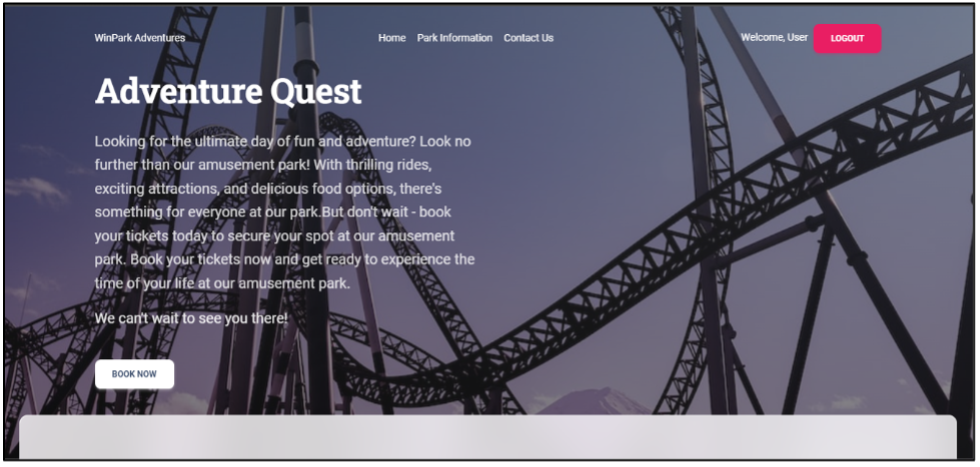 WinPark Adventures
Home Park Information Contact Us
Welcome, User LOGOUT
Adventure Quest
Looking for the ultimate day of fun and adventure? Look no
further than our amusement park! With thrilling rides,
exciting attractions, and delicious food options, there's
something for everyone at our park.But don't wait - book
your tickets today to secure your spot at our amusement
park. Book your tickets now and get ready to experience the
time of your life at our amusement park.
We can't wait to see you there!
BOOK NOW